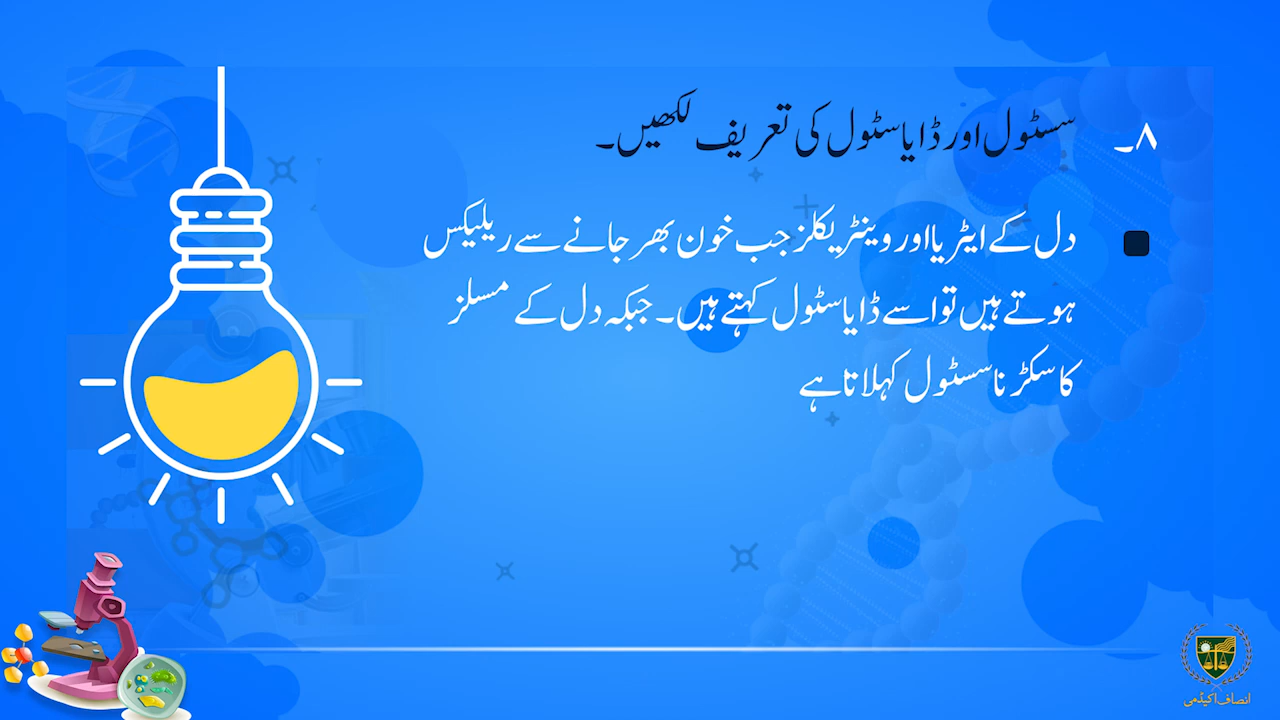 ۸۔ سسٹول اور ڈایاسٹول کی تعریف لکھیں۔
دل کے ایٹریا اور وینٹریکلز جب خون بھر جانے سے ریلیکس
ہوتے ہیں تو اسے ڈایاسٹول کہتے ہیں۔ جبکہ دل کے مسلز
کا سکڑنا سسٹول کہلاتا ہے
انصاف اکیڈمی